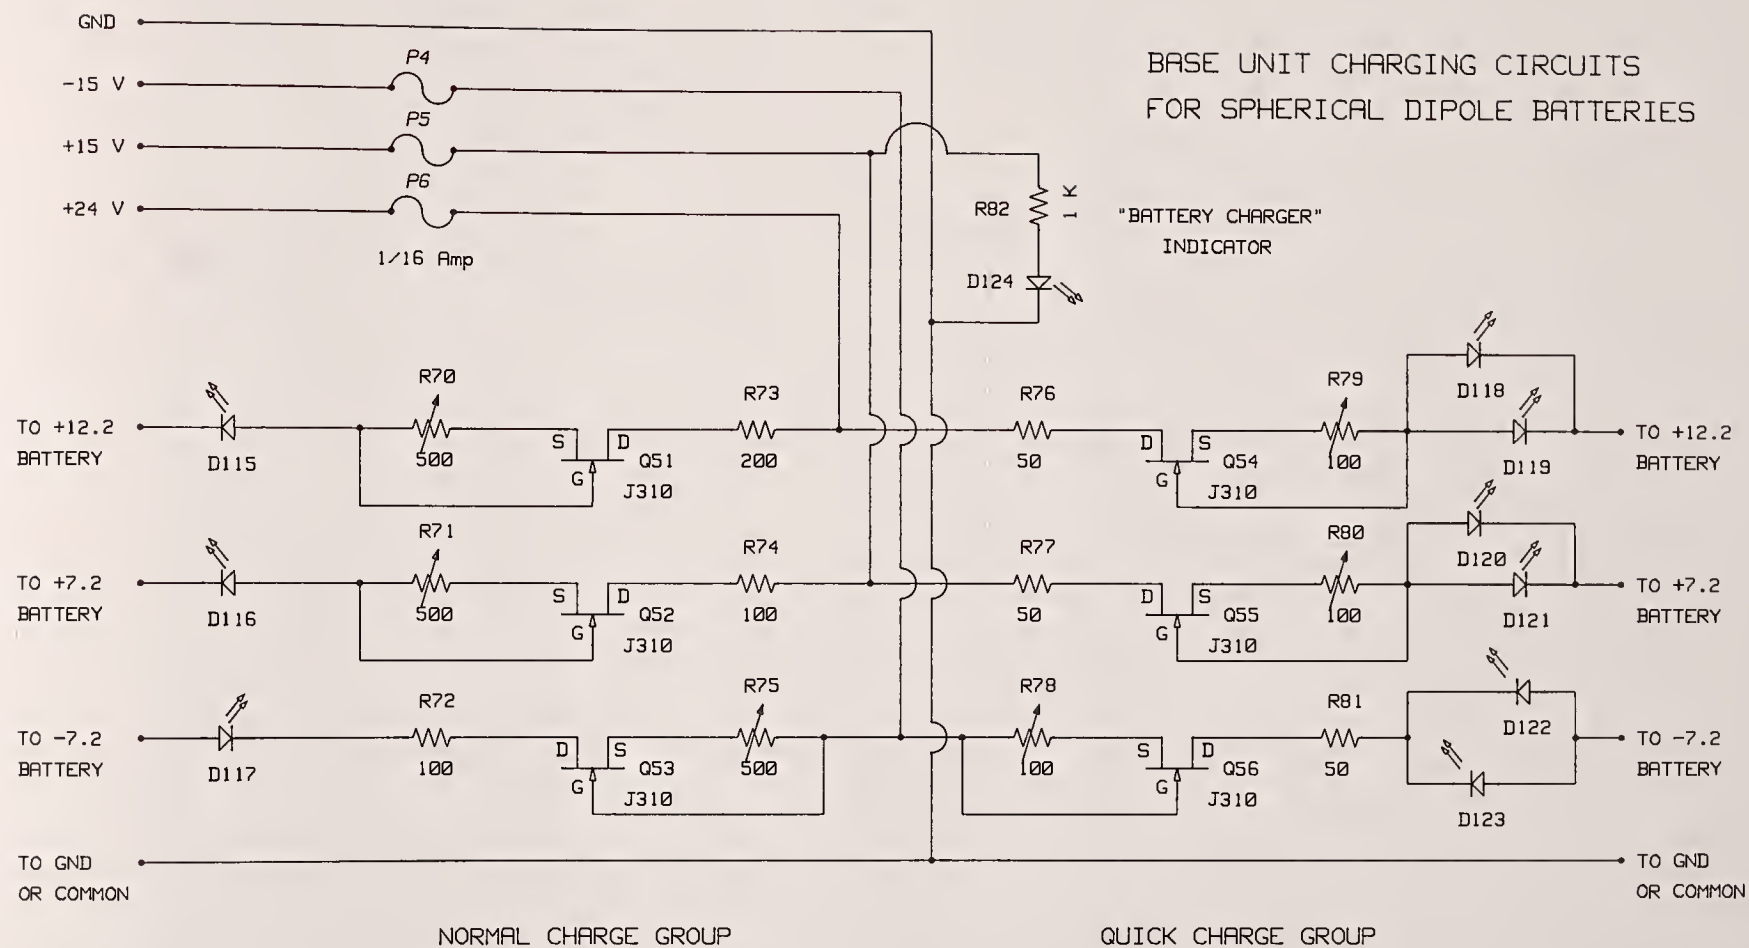 GND
-15 V
+15 V
+24 V
P4
P5
P6
1/16 Amp
BASE UNIT CHARGING CIRCUITS
FOR SPHERICAL DIPOLE BATTERIES
R82
1 K
"BATTERY CHARGER"
INDICATOR
D124
TO +12.2
BATTERY
D115
R70
500
S
D
G
Q51
J310
R73
200
R76
50
D
S
G
Q54
J310
R79
100
D118
D119
TO +12.2
BATTERY
TO +7.2
BATTERY
D116
R71
500
S
D
G
Q52
J310
R74
100
R77
50
D
S
G
Q55
J310
R80
100
D120
D121
TO +7.2
BATTERY
TO -7.2
BATTERY
D117
R72
100
D
S
G
Q53
J310
R75
500
R78
100
S
D
G
Q56
J310
R81
50
D122
D123
TO -7.2
BATTERY
TO GND
OR COMMON
TO GND
OR COMMON
NORMAL CHARGE GROUP
QUICK CHARGE GROUP